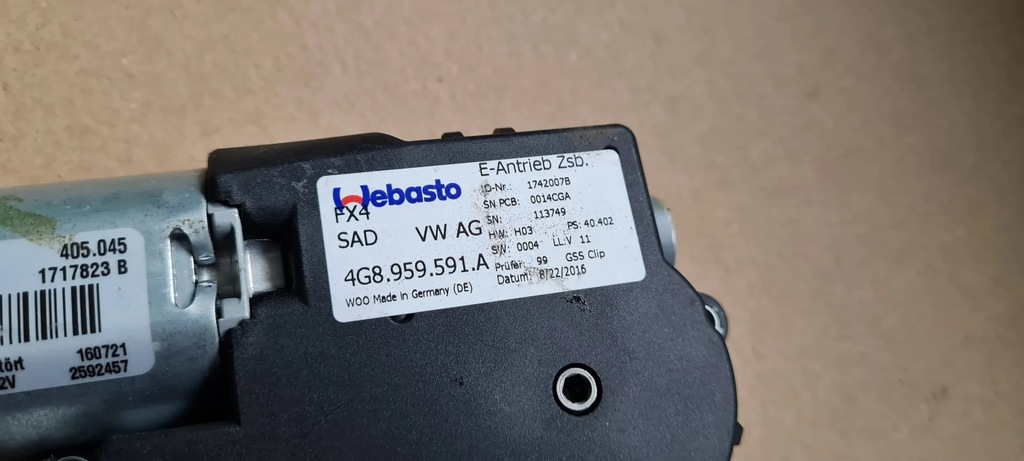 405.045
1717823 B
tört 160721
2V 2592457
Webasto
FX4
SAD VW AG
4G8.959.591.A
WOO Made in Germany (DE)
E-Antrieb Zsb.
ID-Nr.: 1742007B
SN PCB: 0014CGA
SN: 113749
HW: H03 PS: 40.402
SW: 0004 LL:V 11
Prüfer: 99 GSS Clip
Datum: 8/22/2016